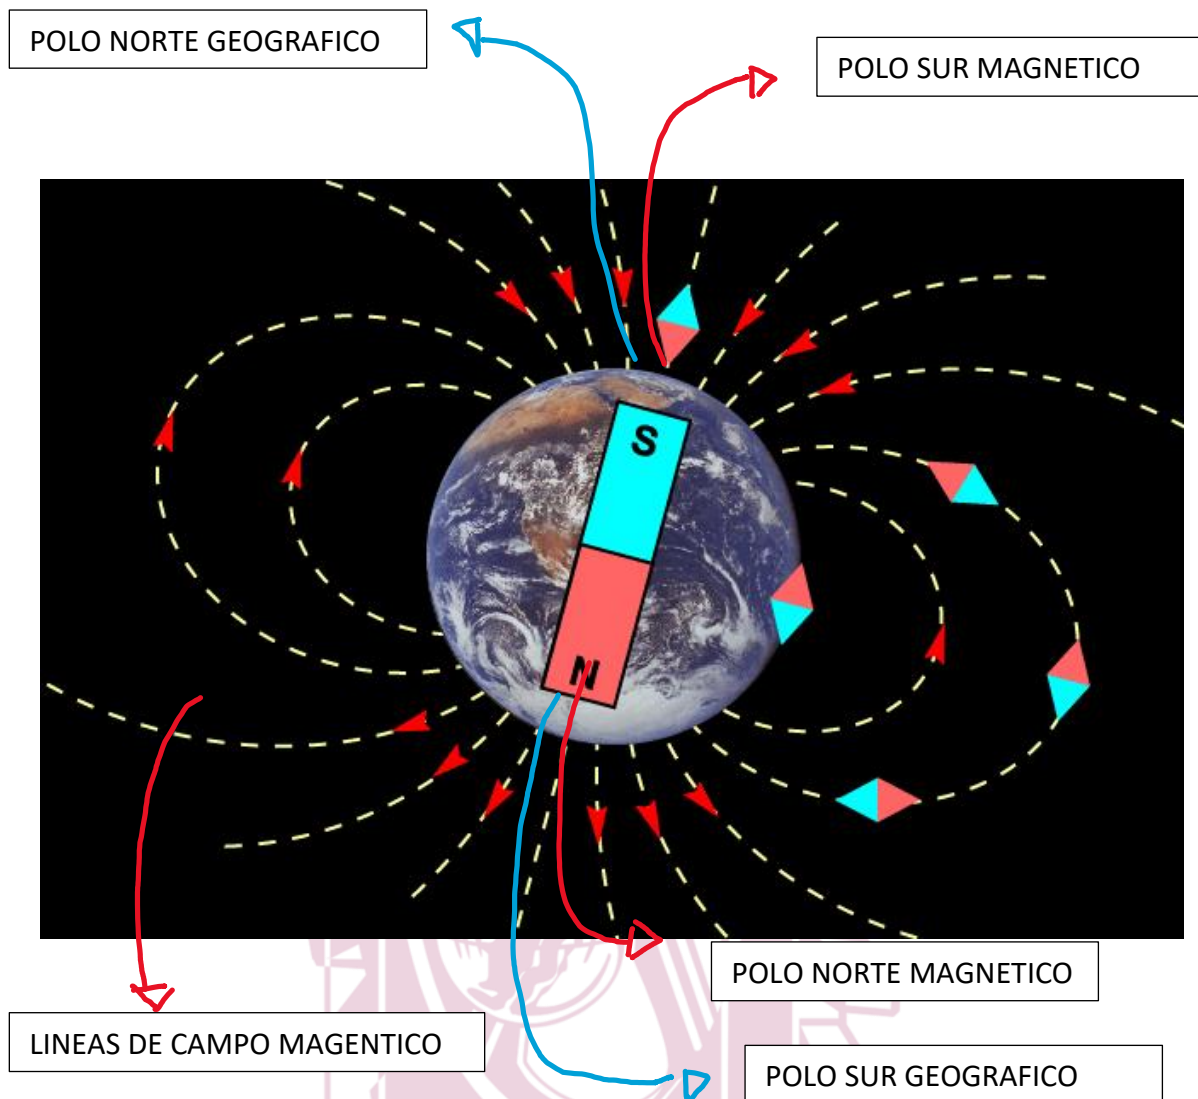 POLO NORTE GEOGRAFICO
POLO SUR MAGNETICO
S
N
POLO NORTE MAGNETICO
LINEAS DE CAMPO MAGENTICO
POLO SUR GEOGRAFICO